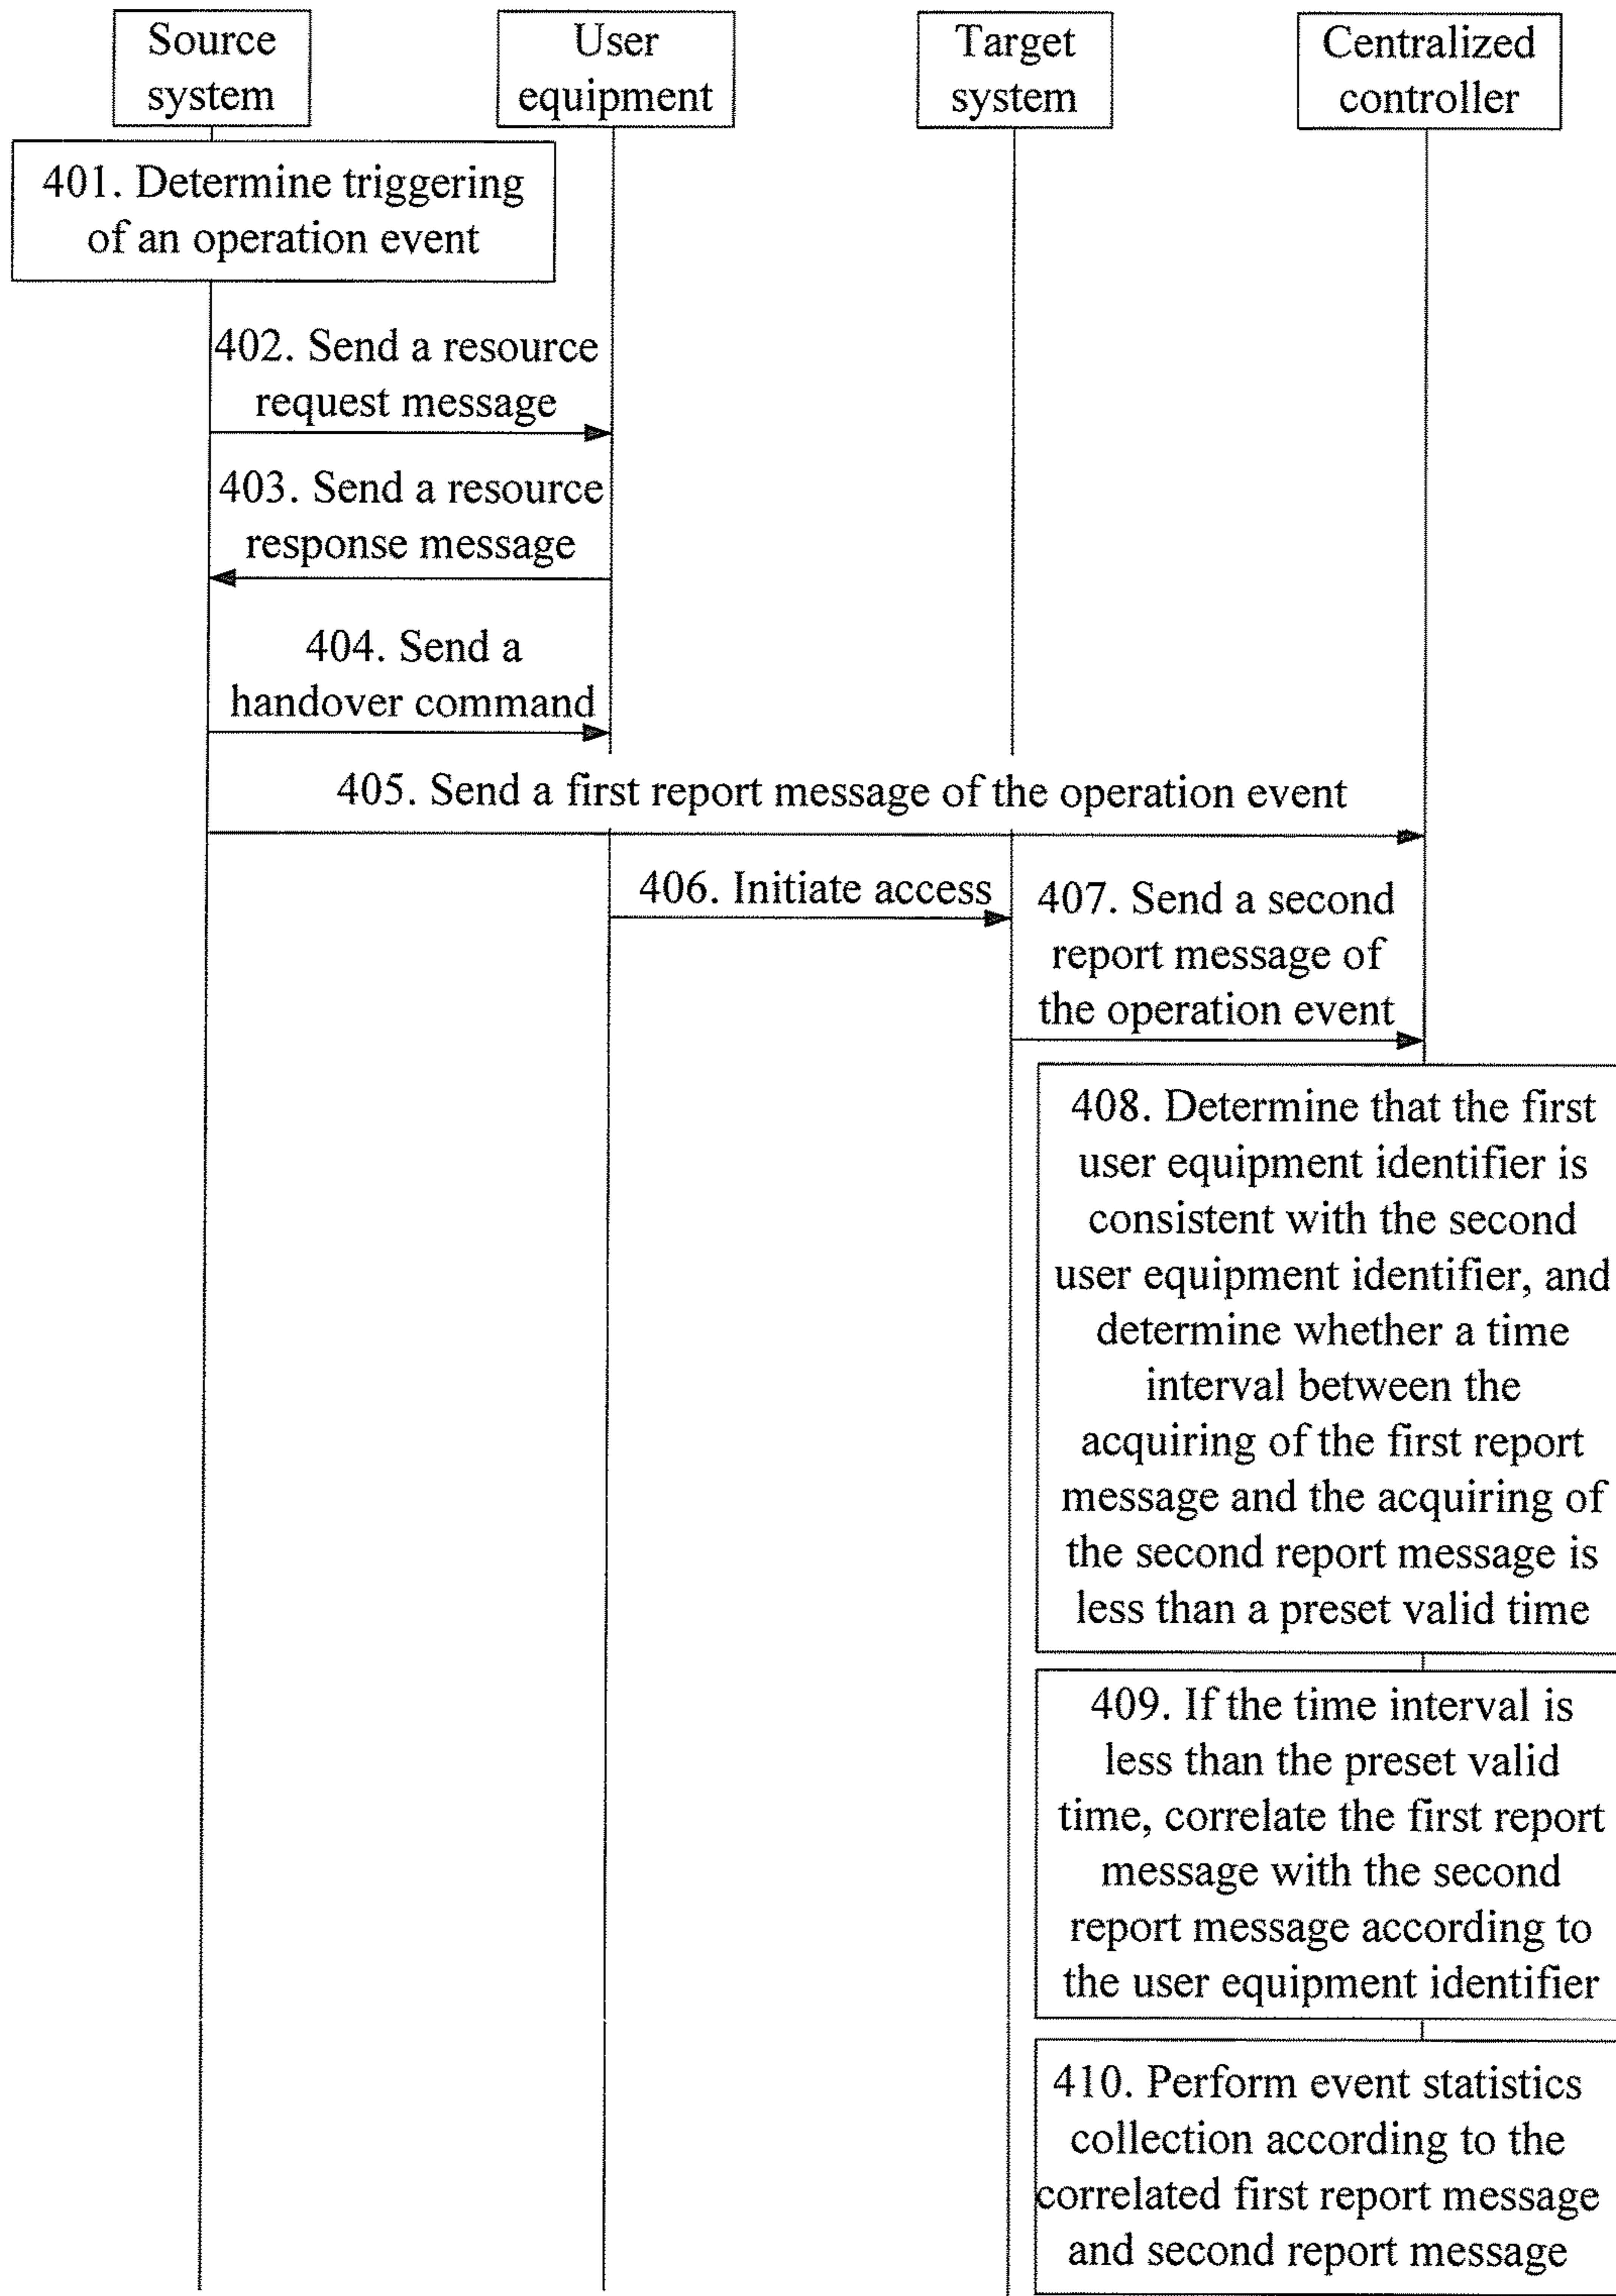 Source
system
User
equipment
Target
system
Centralized
controller
401. Determine triggering
of an operation event
402. Send a resource
request message
403. Send a resource
response message
404. Send a
handover command
405. Send a first report message of the operation event
406. Initiate access
407. Send a second
report message of
the operation event
408. Determine that the first
user equipment identifier is
consistent with the second
user equipment identifier, and
determine whether a time
interval between the
acquiring of the first report
message and the acquiring of
the second report message is
less than a preset valid time
409. If the time interval is
less than the preset valid
time, correlate the first report
message with the second
report message according to
the user equipment identifier
410. Perform event statistics
collection according to the
correlated first report message
and second report message